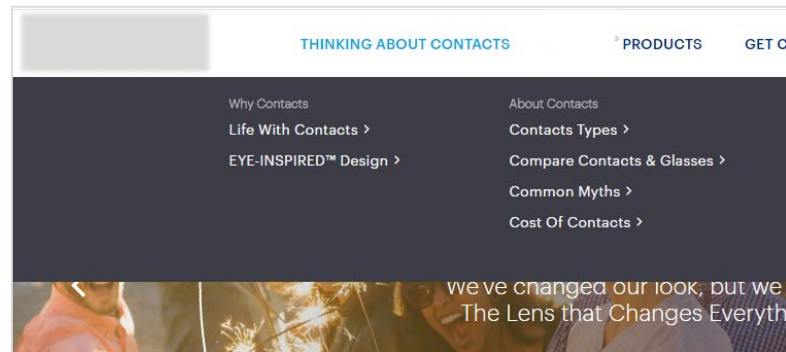 THINKING ABOUT CONTACTS
PRODUCTS
GET C
Why Contacts
Life With Contacts >
EYE-INSPIRED™ Design >
About Contacts
Contacts Types >
Compare Contacts & Glasses >
Common Myths >
Cost Of Contacts >
We've changed our look, but we
The Lens that Changes Everyth